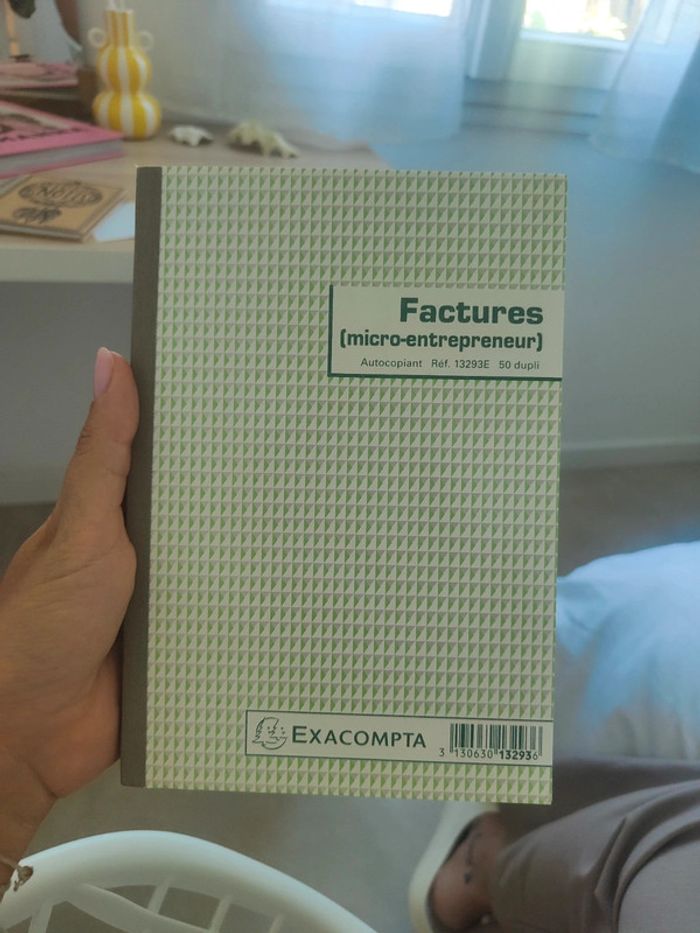 Factures
(micro-entrepreneur)
Autocopiant Réf. 13293E 50 dupli
EXACOMPTA
3 130630 132936